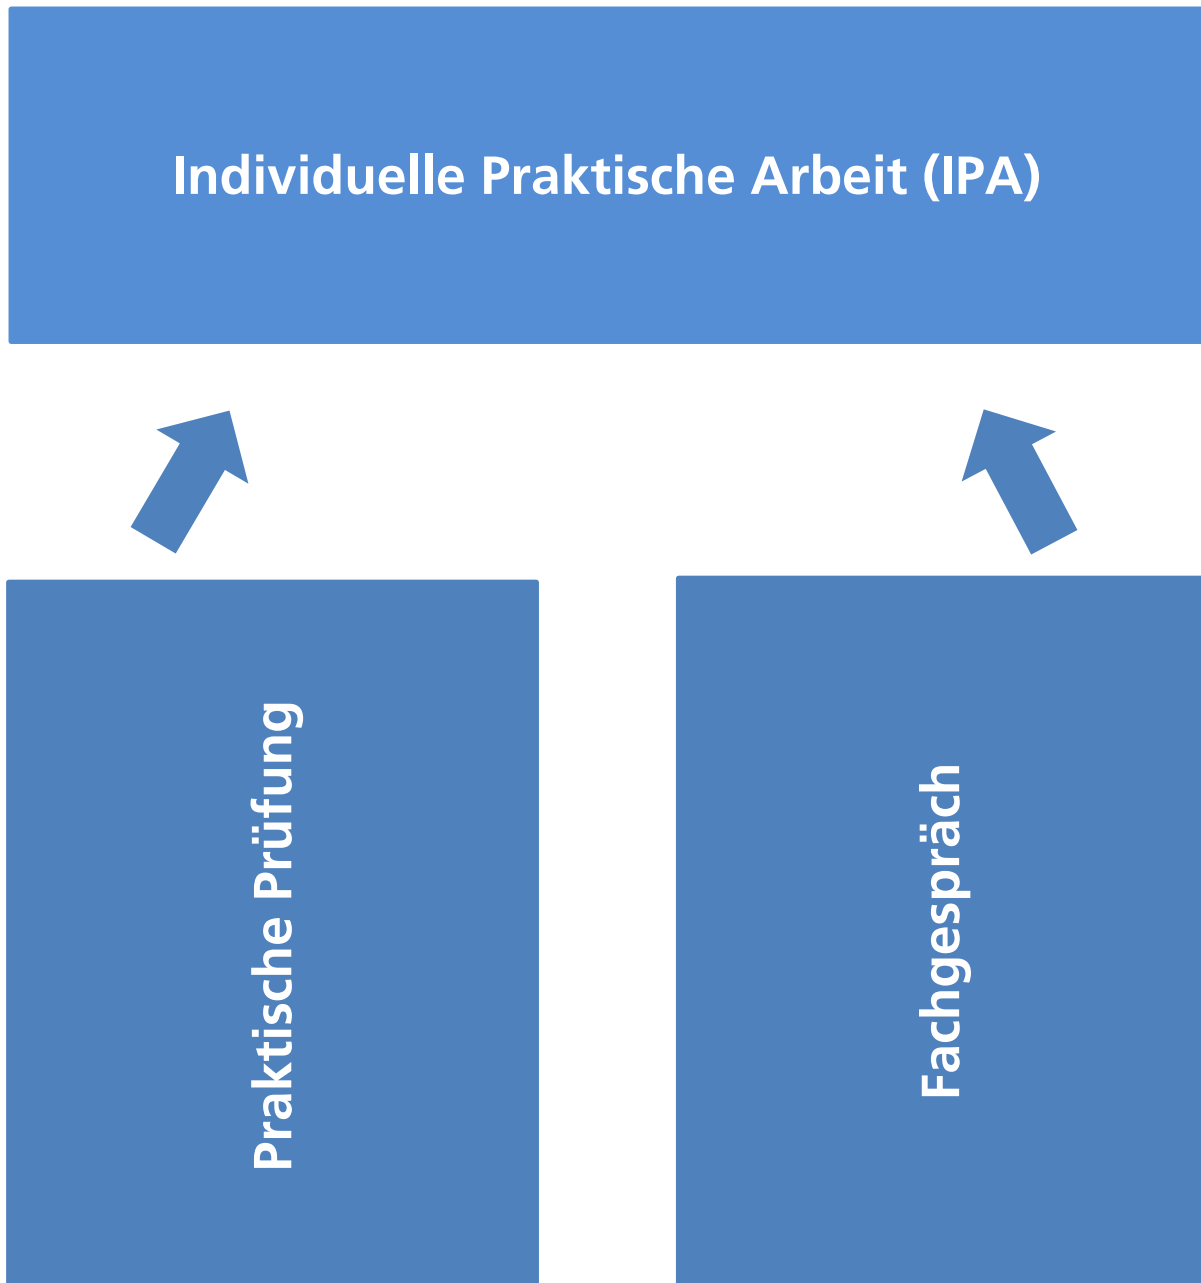 Individuelle Praktische Arbeit (IPA)
Praktische Prüfung
Fachgespräch